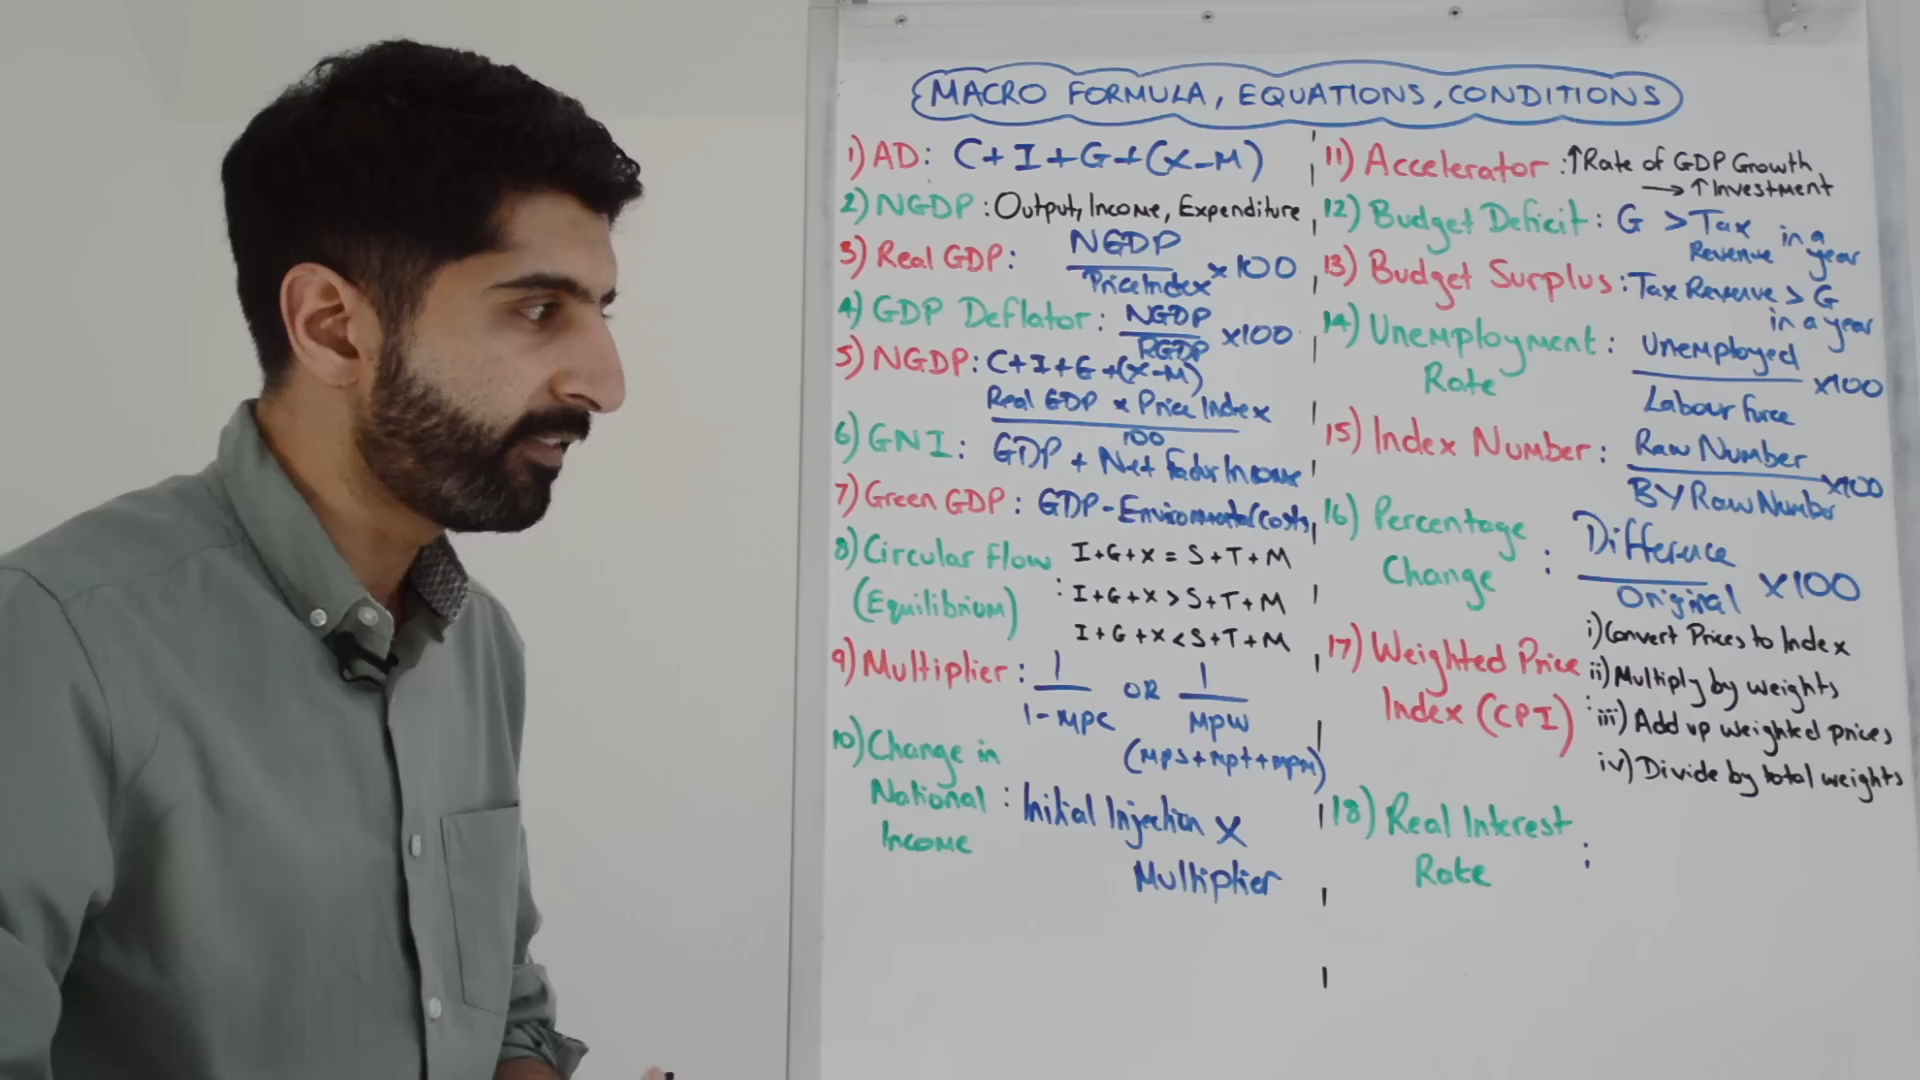 MACRO FORMULA, EQUATIONS, CONDITIONS
1) AD: C+I+G+(X-M)
2) NGDP: Output, Income, Expenditure
3) Real GDP: NGDP
Price Index x100
4) GDP Deflator: NGDP
RGDP x100
5) NGDP: C+I+G+(X-M)
Real GDP x Price Index
100
6) GNI: GDP + Net Factor Income
7) Green GDP: GDP - Environmental Costs
8) Circular Flow I+G+X = S+T+M
(Equilibrium) : I+G+X > S+T+M
I+G+X < S+T+M
9) Multiplier: 1 OR 1
1-MPC MPW
(MPS+MPT+MPM)
10) Change in
National : Initial Injection X
Income Multiplier
11) Accelerator: ↑Rate of GDP Growth
→ ↑Investment
12) Budget Deficit: G > Tax in a
Revenue year
13) Budget Surplus: Tax Revenue > G
in a year
14) Unemployment : Unemployed
Rate Labour Force x100
15) Index Number: Raw Number
BY Raw Number x100
16) Percentage : Difference
Change Original x100
17) Weighted Price i) Convert Prices to Index
Index (CPI) : ii) Multiply by weights
iii) Add up weighted prices
iv) Divide by total weights
18) Real Interest :
Rate